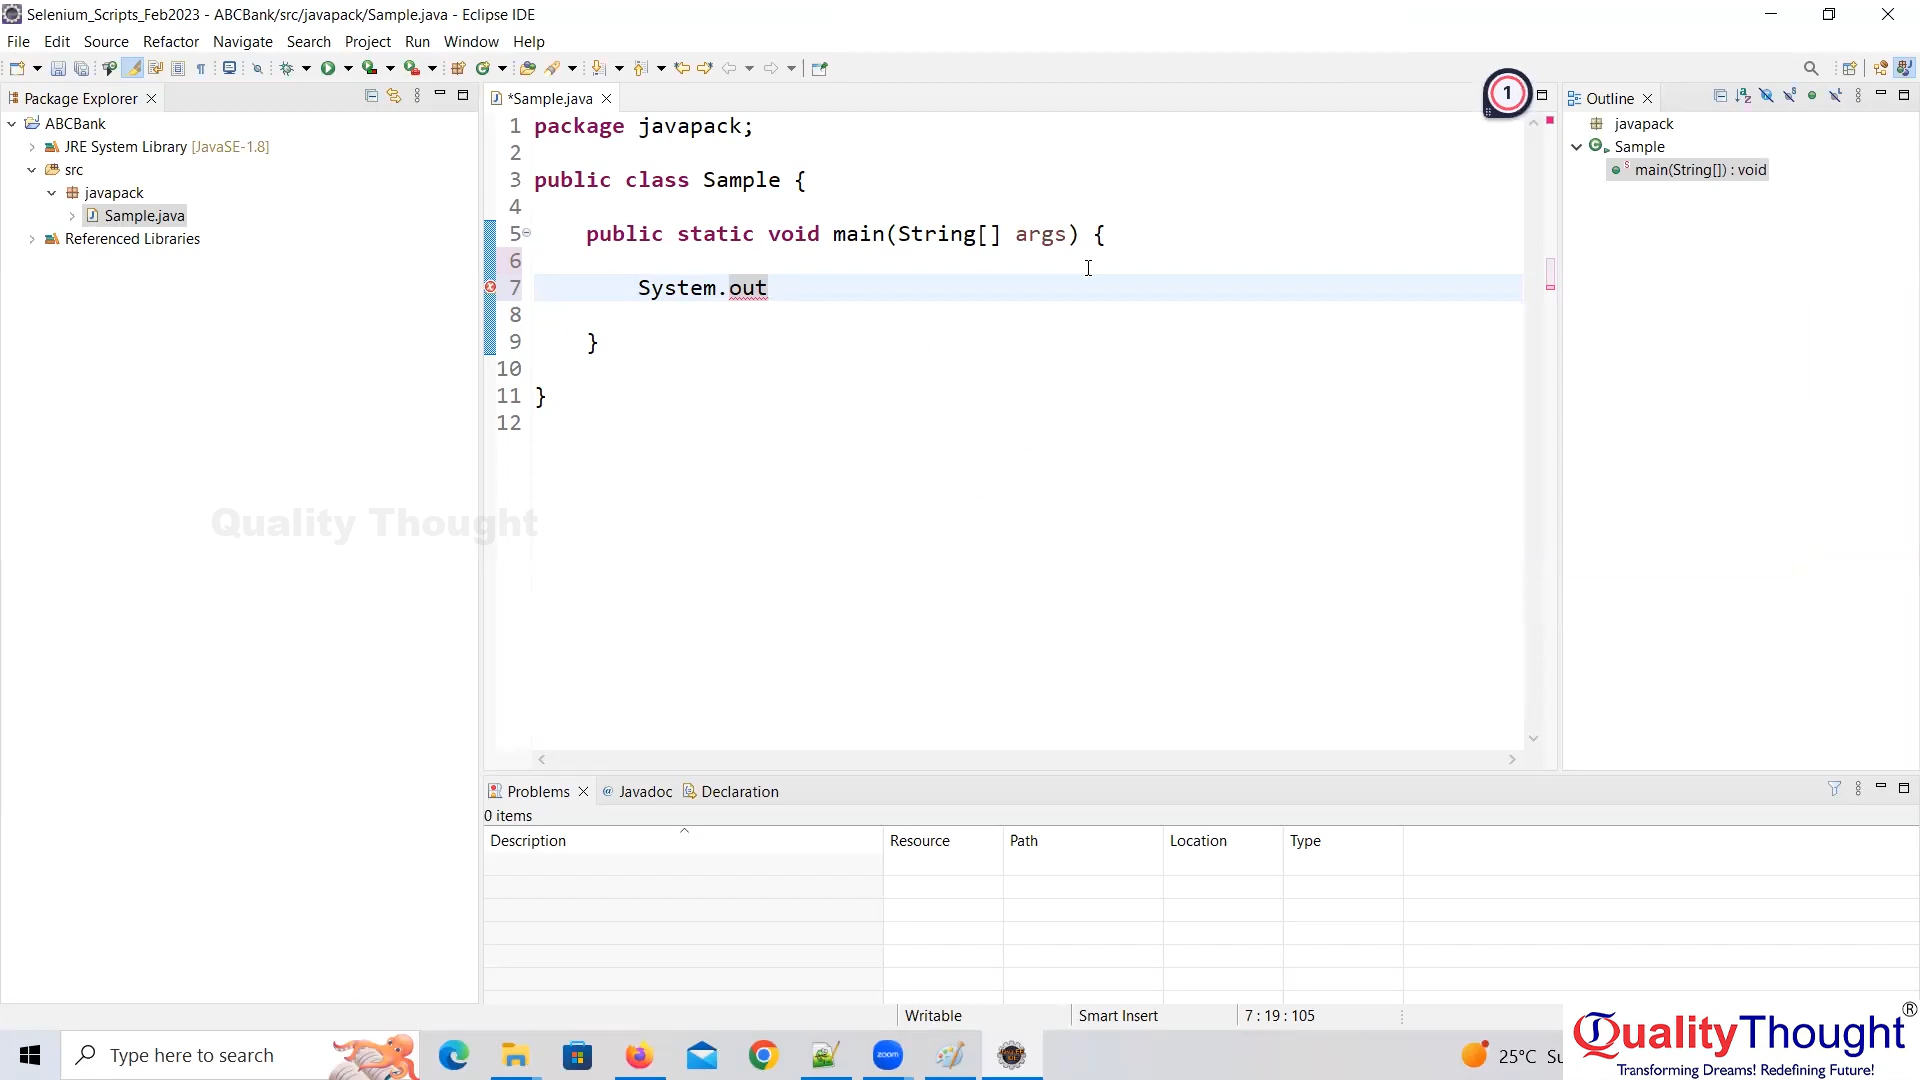 Selenium_Scripts_Feb2023 - ABCBank/src/javapack/Sample.java - Eclipse IDE
File Edit Source Refactor Navigate Search Project Run Window Help
Package Explorer
ABCBank
JRE System Library [JavaSE-1.8]
src
javapack
Sample.java
Referenced Libraries
*Sample.java
1 package javapack;
2
3 public class Sample {
4
5 public static void main(String[] args) {
6
7 System.out
8
9 }
10
11 }
12
1
Outline
javapack
Sample
main(String[]) : void
Quality Thought
Problems Javadoc Declaration
0 items
Description Resource Path Location Type
Writable Smart Insert 7 : 19 : 105
Type here to search
zoom
25°C Su
QualityThought®
Transforming Dreams! Redefining Future!